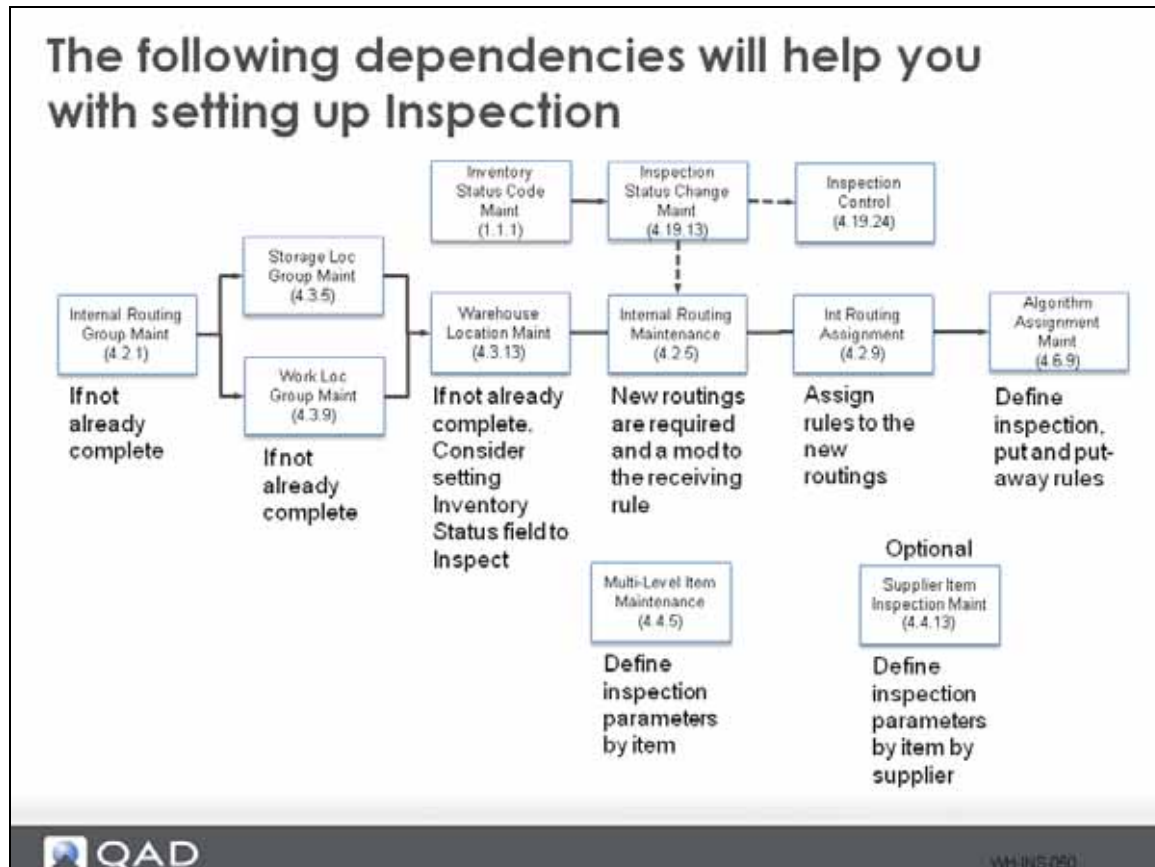 The following dependencies will help you
with setting up Inspection
Inventory
Status Code
Maint
(1.1.1)
Inspection
Status Change
Maint
(4.19.13)
Inspection
Control
(4.19.24)
Storage Loc
Group Maint
(4.3.5)
Internal Routing
Group Maint
(4.2.1)
If not
already
complete
Work Loc
Group Maint
(4.3.9)
If not
already
complete
Warehouse
Location Maint
(4.3.13)
If not already
complete.
Consider
setting
Inventory
Status field to
Inspect
Internal Routing
Maintenance
(4.2.5)
New routings
are required
and a mod to
the receiving
rule
Int Routing
Assignment
(4.2.9)
Assign
rules to the
new
routings
Algorithm
Assignment
Maint
(4.6.9)
Define
inspection,
put and put-
away rules
Multi-Level Item
Maintenance
(4.4.5)
Define
inspection
parameters
by item
Optional
Supplier Item
Inspection Maint
(4.4.13)
Define
inspection
parameters
by item by
supplier
QAD
WH-INS-050